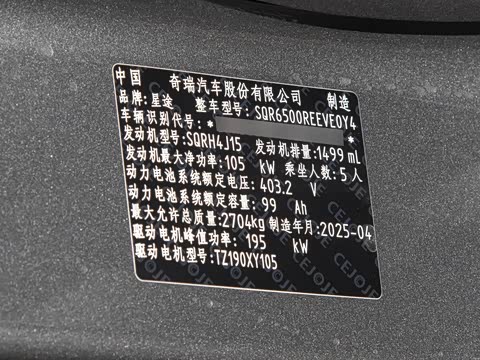 中国 奇瑞汽车股份有限公司 制造
品牌:星途 整车型号:SQR6500REEVE0Y4
车辆识别代号:* *
发动机型号:SQRH4J15 发动机排量:1499 mL
发动机最大净功率:105 kW 乘坐人数:5 人
动力电池系统额定电压:403.2 V
动力电池系统额定容量:99 Ah
最大允许总质量:2704kg 制造年月:2025-04
驱动电机峰值功率:195 kW
驱动电机型号:TZ190XY105